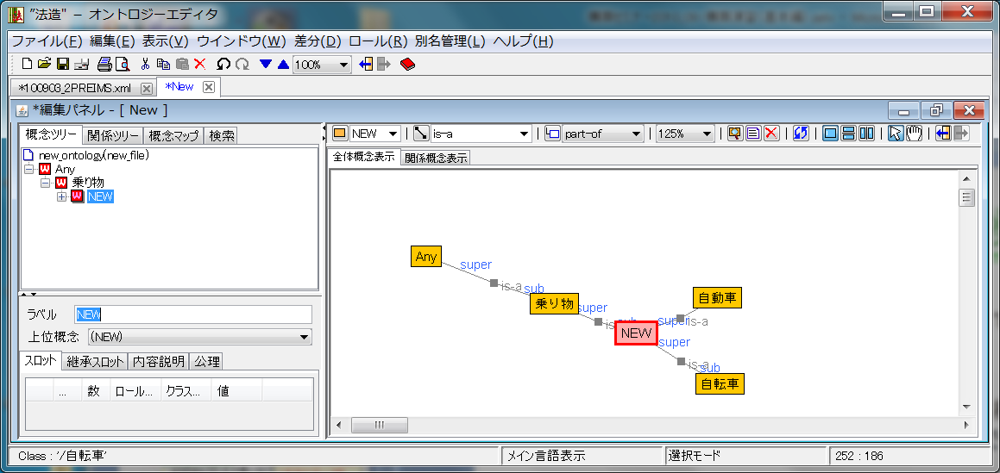 "法造" – オントロジーエディタ
ファイル(F) 編集(E) 表示(V) ウインドウ(W) 差分(D) ロール(R) 別名管理(L) ヘルプ(H)
100%
*100903_2PREIMS.xml *New
*編集パネル - [ New ]
概念ツリー 関係ツリー 概念マップ 検索
NEW is-a part-of 125%
全体概念表示 関係概念表示
new_ontology(new_file)
Any
乗り物
NEW
Any
super
is-a
sub
乗り物
super
is-a
sub
NEW
super
is-a
自動車
super
is-a
sub
自転車
ラベル NEW
上位概念 (NEW)
スロット 継承スロット 内容説明 公理
... 数 ロール... クラス... 値
Class : '/自転車' メイン言語表示 選択モード 252 : 186